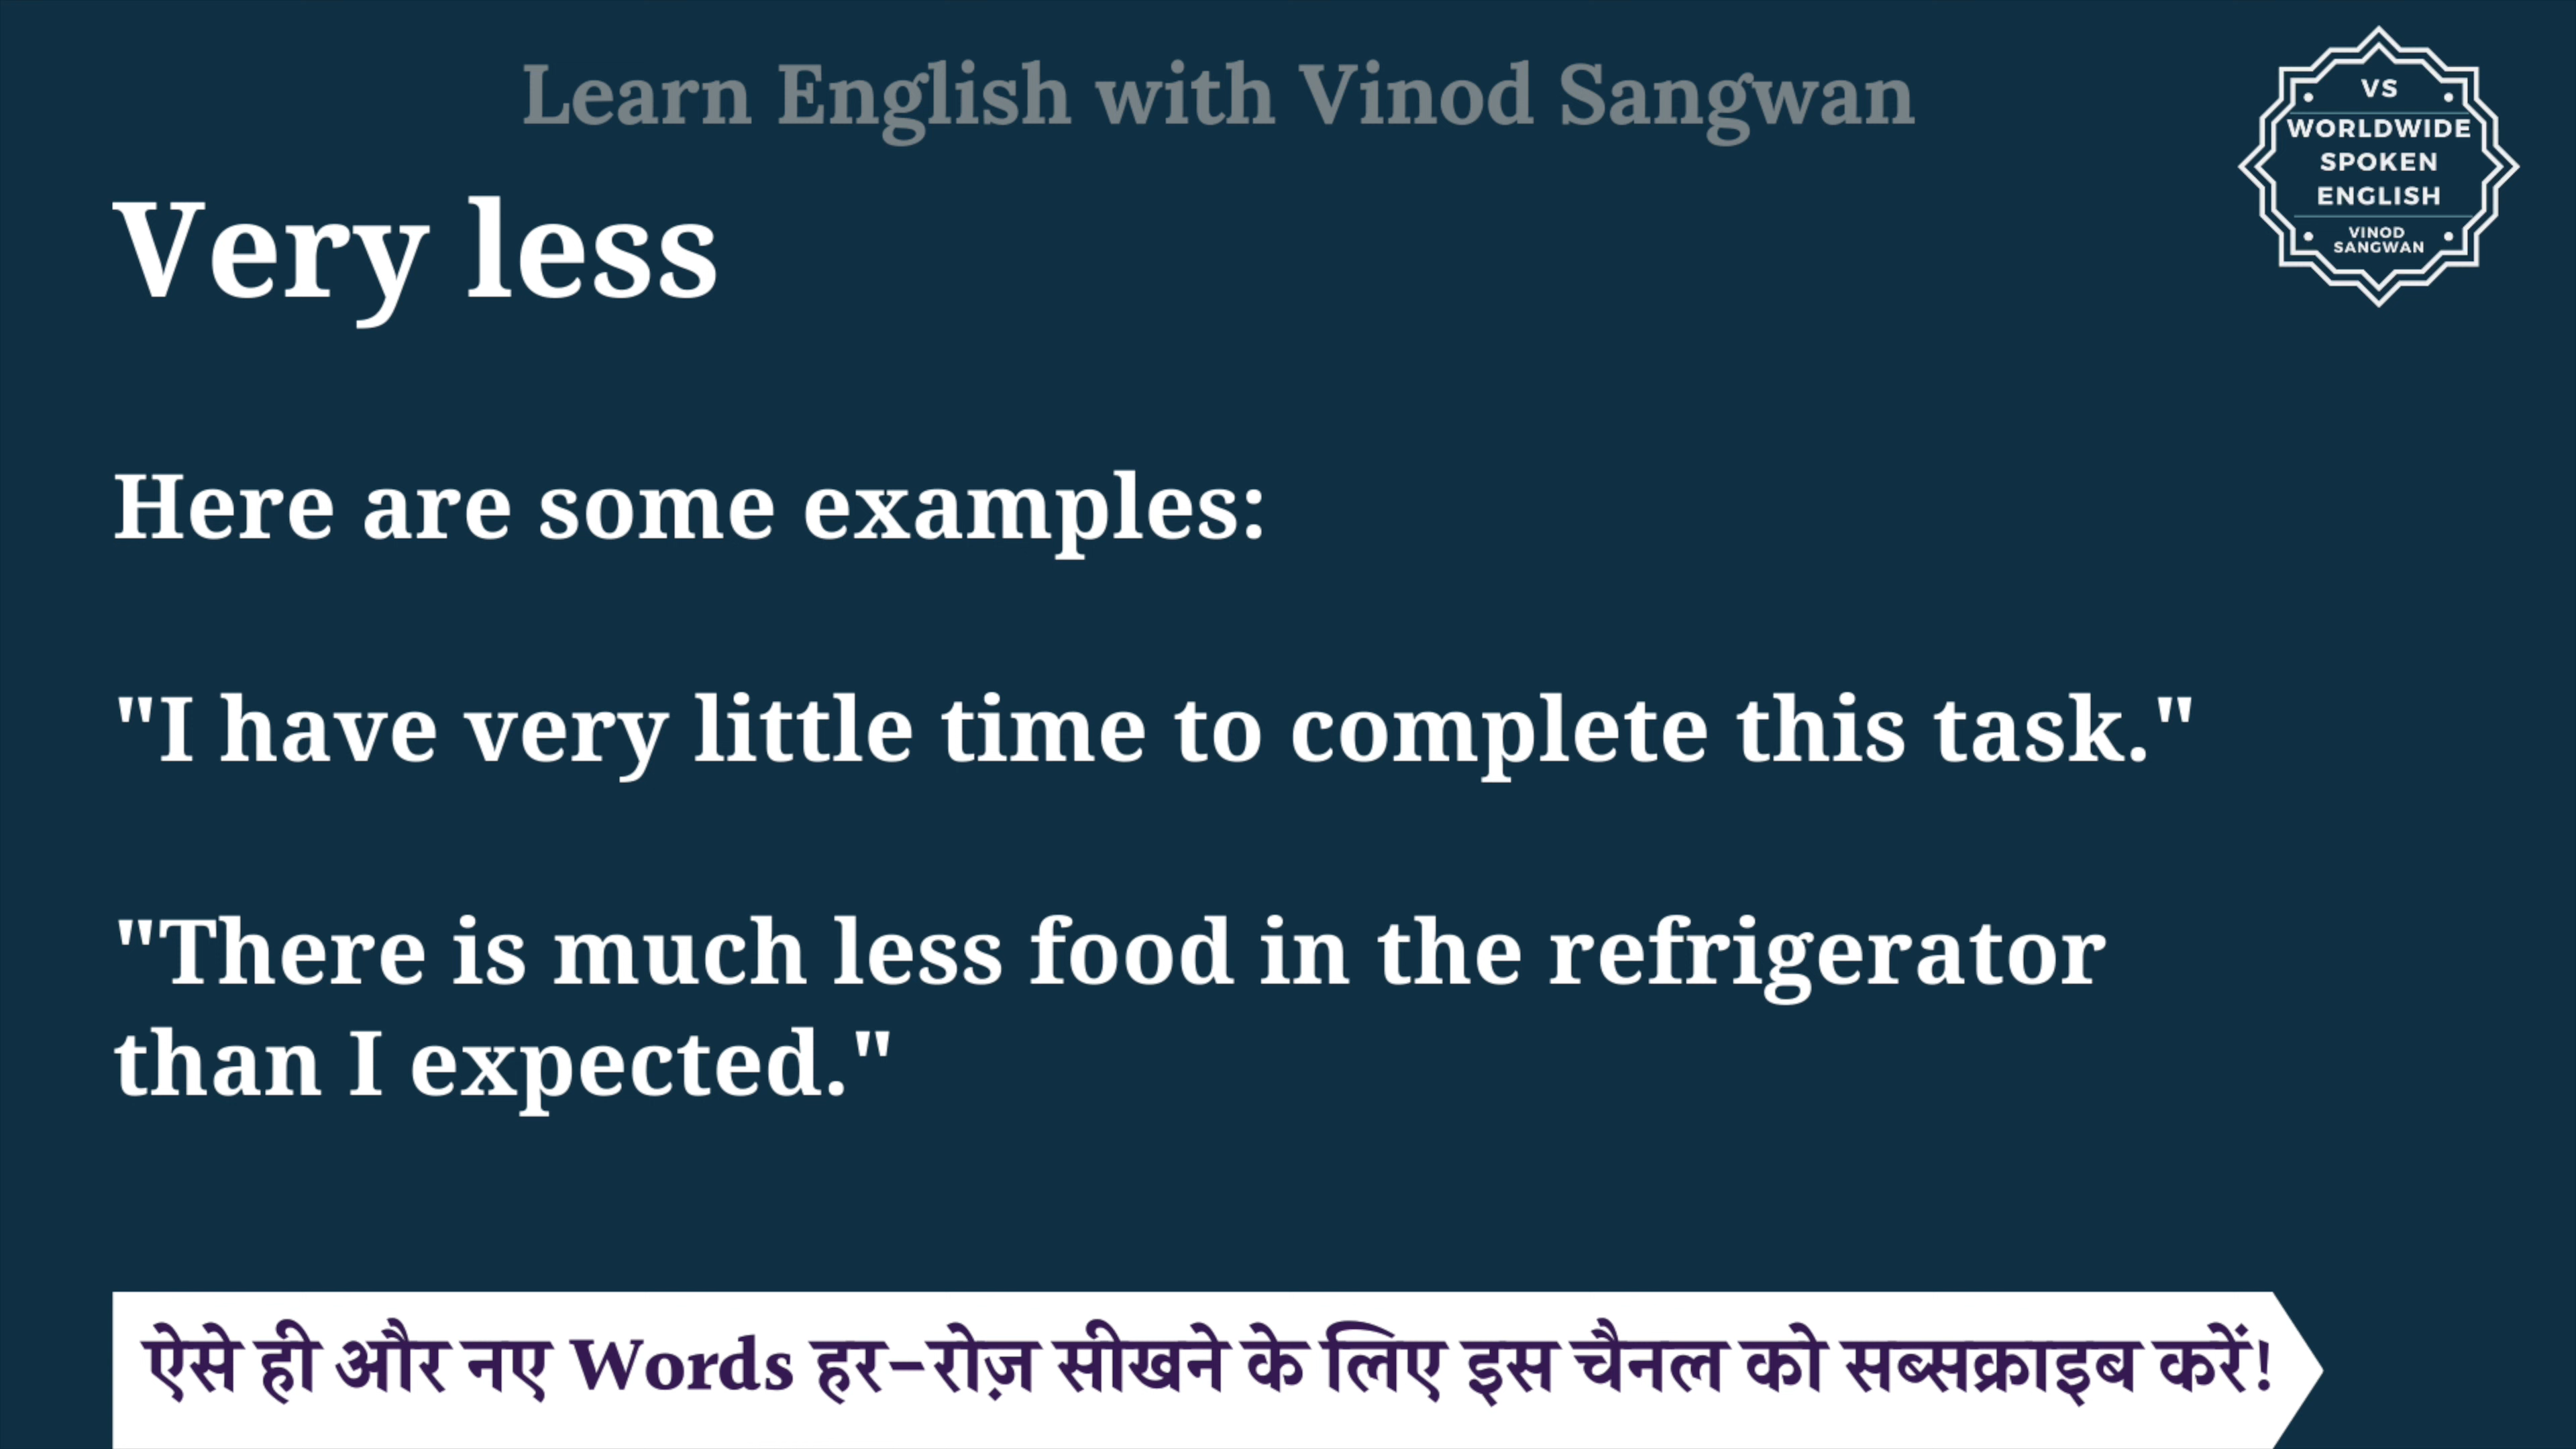 Learn English with Vinod Sangwan
VS
WORLDWIDE
SPOKEN
ENGLISH
VINOD
SANGWAN
Very less
Here are some examples:
"I have very little time to complete this task."
"There is much less food in the refrigerator
than I expected."
ऐसे ही और नए Words हर-रोज़ सीखने के लिए इस चैनल को सब्सक्राइब करें!